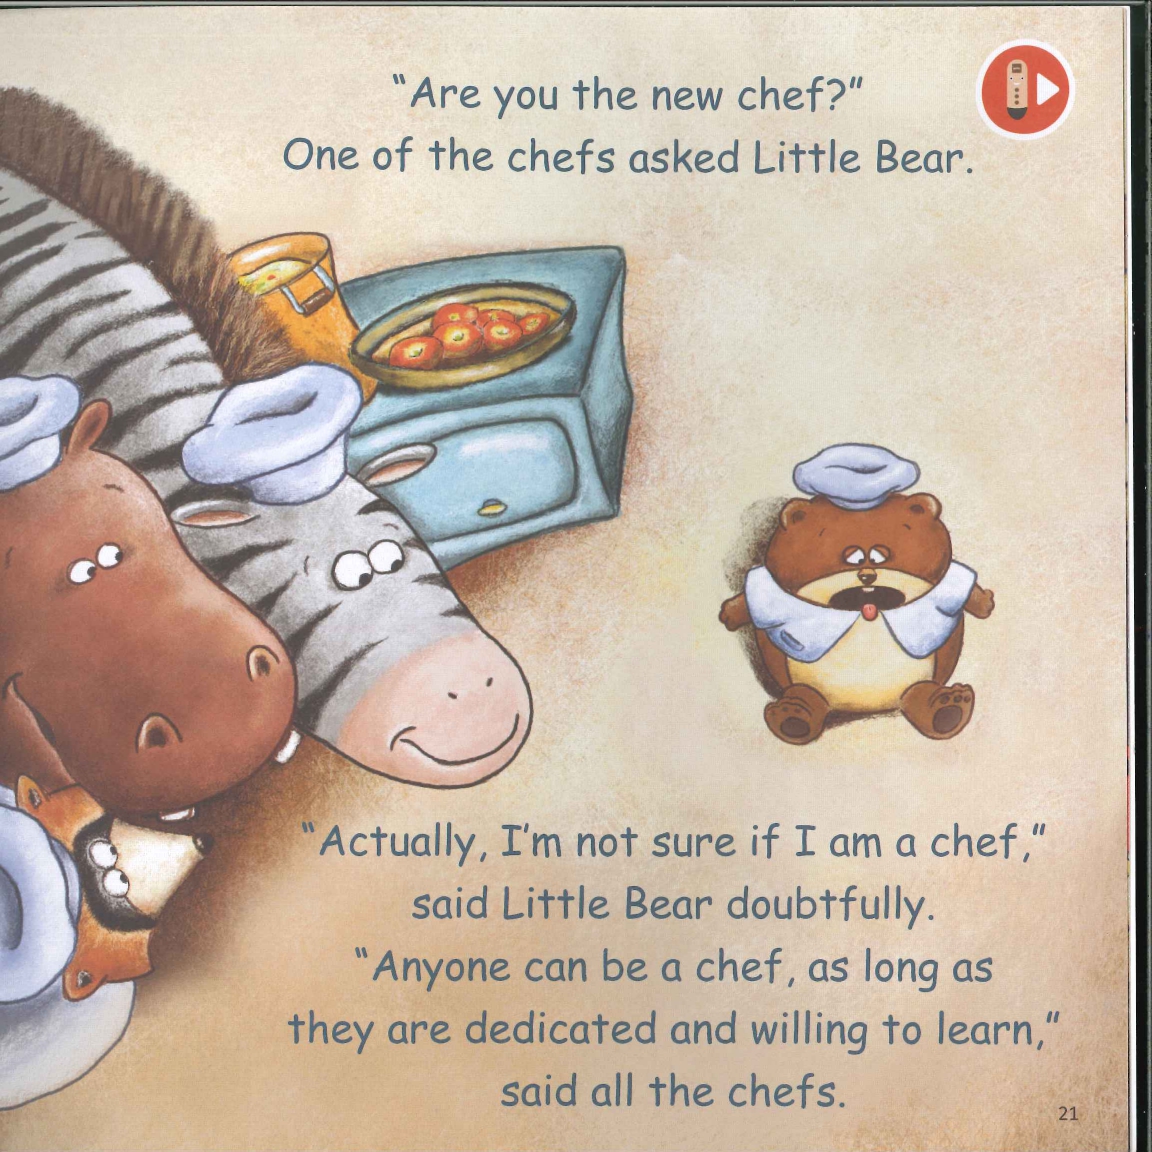 “Are you the new chef?”
One of the chefs asked Little Bear.
“Actually, I’m not sure if I am a chef,”
said Little Bear doubtfully.
“Anyone can be a chef, as long as
they are dedicated and willing to learn,”
said all the chefs.
21